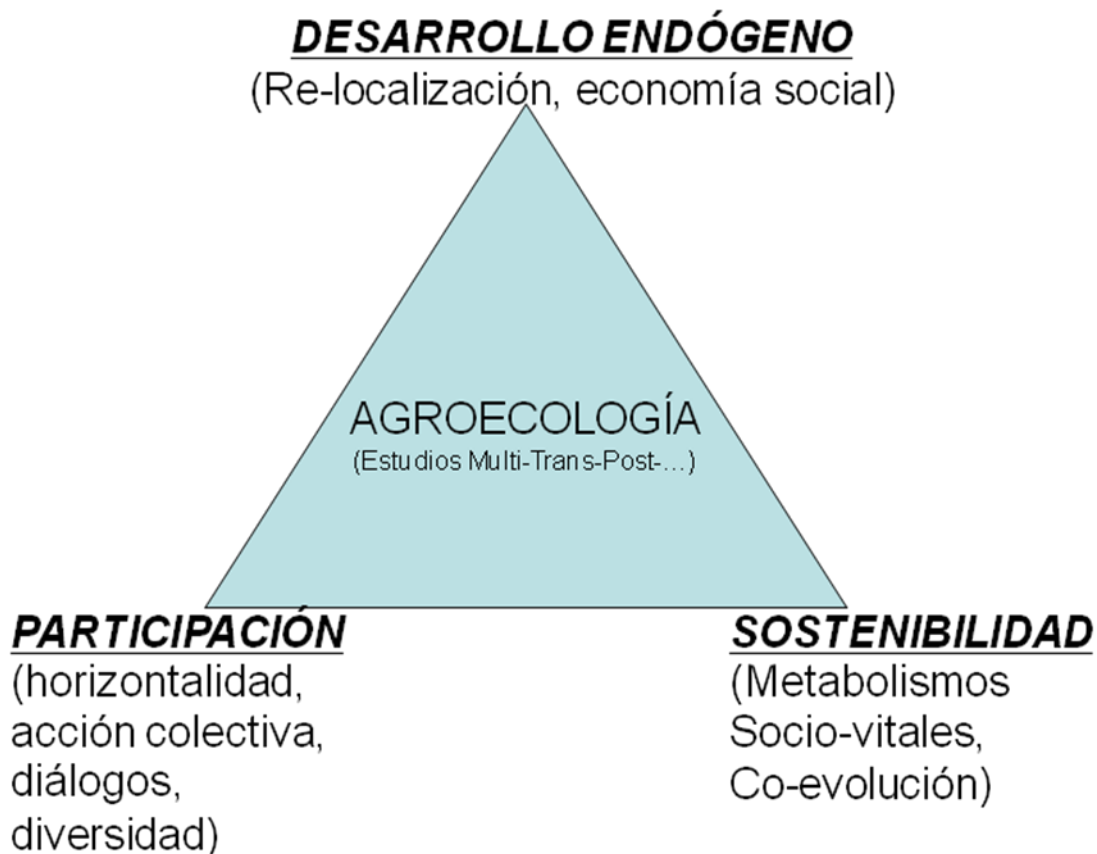 DESARROLLO ENDÓGENO
(Re-localización, economía social)
AGROECOLOGÍA
(Estudios Multi-Trans-Post-...)
PARTICIPACIÓN
(horizontalidad,
acción colectiva,
diálogos,
diversidad)
SOSTENIBILIDAD
(Metabolismos
Socio-vitales,
Co-evolución)